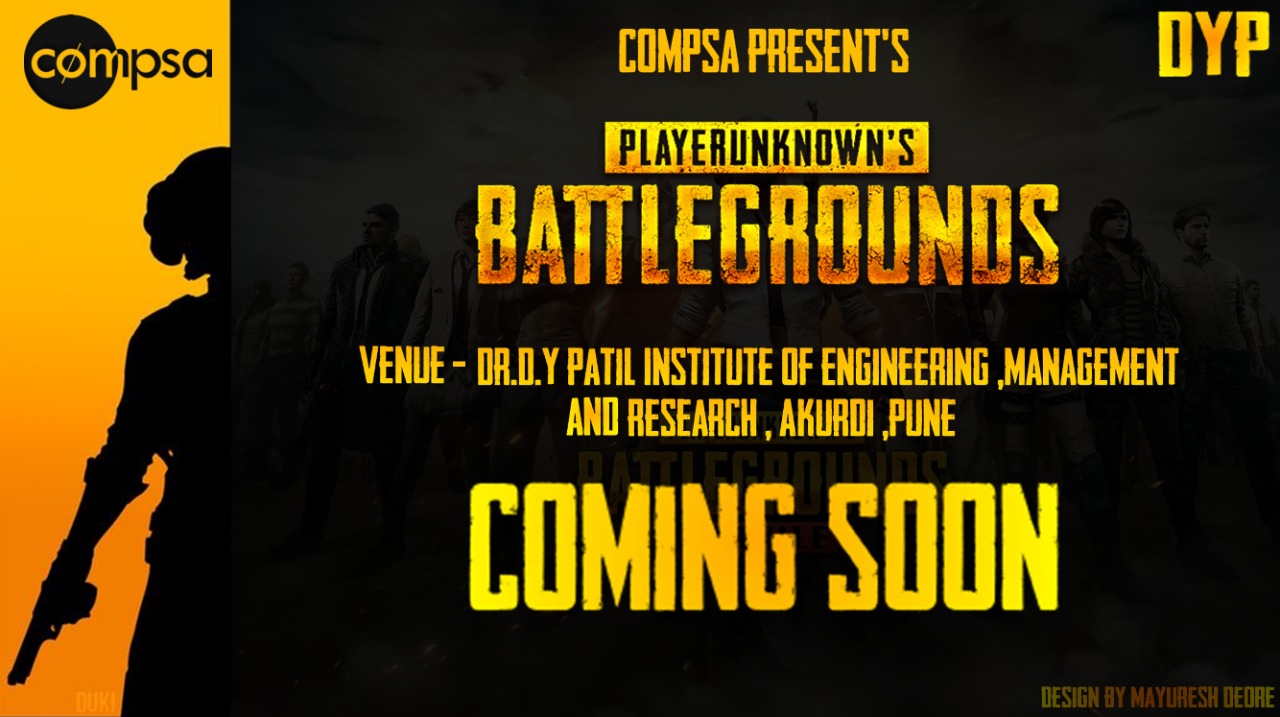 compsa
DYP
COMPSA PRESENT'S
PLAYERUNKNOWN'S
BATTLEGROUNDS
VENUE - DR.D.Y PATIL INSTITUTE OF ENGINEERING ,MANAGEMENT
AND RESEARCH , AKURDI ,PUNE
BATTLEGROUNDS
COMING SOON
DUKI
DESIGN BY MAYURESH DEORE